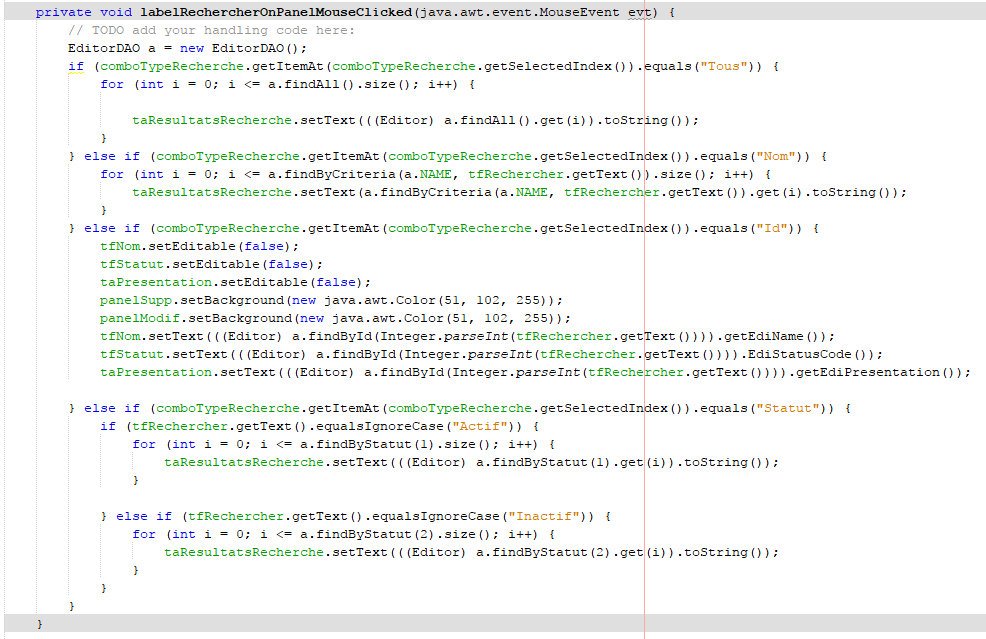 private void labelRechercherOnPanelMouseClicked(java.awt.event.MouseEvent evt) {
    // TODO add your handling code here:
    EditorDAO a = new EditorDAO();
    if (comboTypeRecherche.getItemAt(comboTypeRecherche.getSelectedIndex()).equals("Tous")) {
        for (int i = 0; i <= a.findAll().size(); i++) {
            taResultatsRecherche.setText(((Editor) a.findAll().get(i)).toString());
        }
    } else if (comboTypeRecherche.getItemAt(comboTypeRecherche.getSelectedIndex()).equals("Nom")) {
        for (int i = 0; i <= a.findByCriteria(a.NAME, tfRechercher.getText()).size(); i++) {
            taResultatsRecherche.setText(a.findByCriteria(a.NAME, tfRechercher.getText()).get(i).toString());
        }
    } else if (comboTypeRecherche.getItemAt(comboTypeRecherche.getSelectedIndex()).equals("Id")) {
        tfNom.setEditable(false);
        tfStatut.setEditable(false);
        taPresentation.setEditable(false);
        panelSupp.setBackground(new java.awt.Color(51, 102, 255));
        panelModif.setBackground(new java.awt.Color(51, 102, 255));
        tfNom.setText(((Editor) a.findById(Integer.parseInt(tfRechercher.getText()))).getEdiName());
        tfStatut.setText(((Editor) a.findById(Integer.parseInt(tfRechercher.getText()))).EdiStatusCode());
        taPresentation.setText(((Editor) a.findById(Integer.parseInt(tfRechercher.getText()))).getEdiPresentation());
    } else if (comboTypeRecherche.getItemAt(comboTypeRecherche.getSelectedIndex()).equals("Statut")) {
        if (tfRechercher.getText().equalsIgnoreCase("Actif")) {
            for (int i = 0; i <= a.findByStatut(1).size(); i++) {
                taResultatsRecherche.setText(((Editor) a.findByStatut(1).get(i)).toString());
            }
        } else if (tfRechercher.getText().equalsIgnoreCase("Inactif")) {
            for (int i = 0; i <= a.findByStatut(2).size(); i++) {
                taResultatsRecherche.setText(((Editor) a.findByStatut(2).get(i)).toString());
            }
        }
    }
}